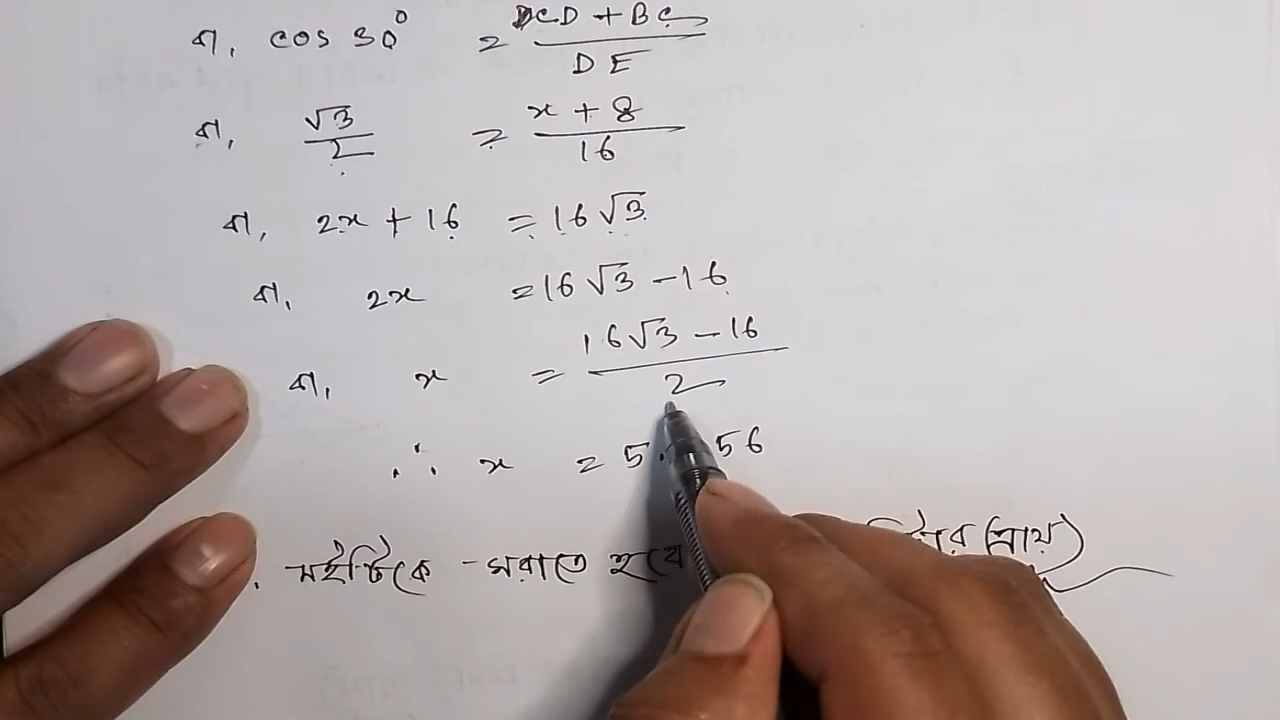 বা, cos 30° = CD + BC / DE
বা, √3 / 2 = x + 8 / 16
বা, 2x + 16 = 16√3
বা, 2x = 16√3 - 16
বা, x = 16√3 - 16 / 2
∴ x = 5. 56
. মইটিকে সরাতে হবে (প্রায়)